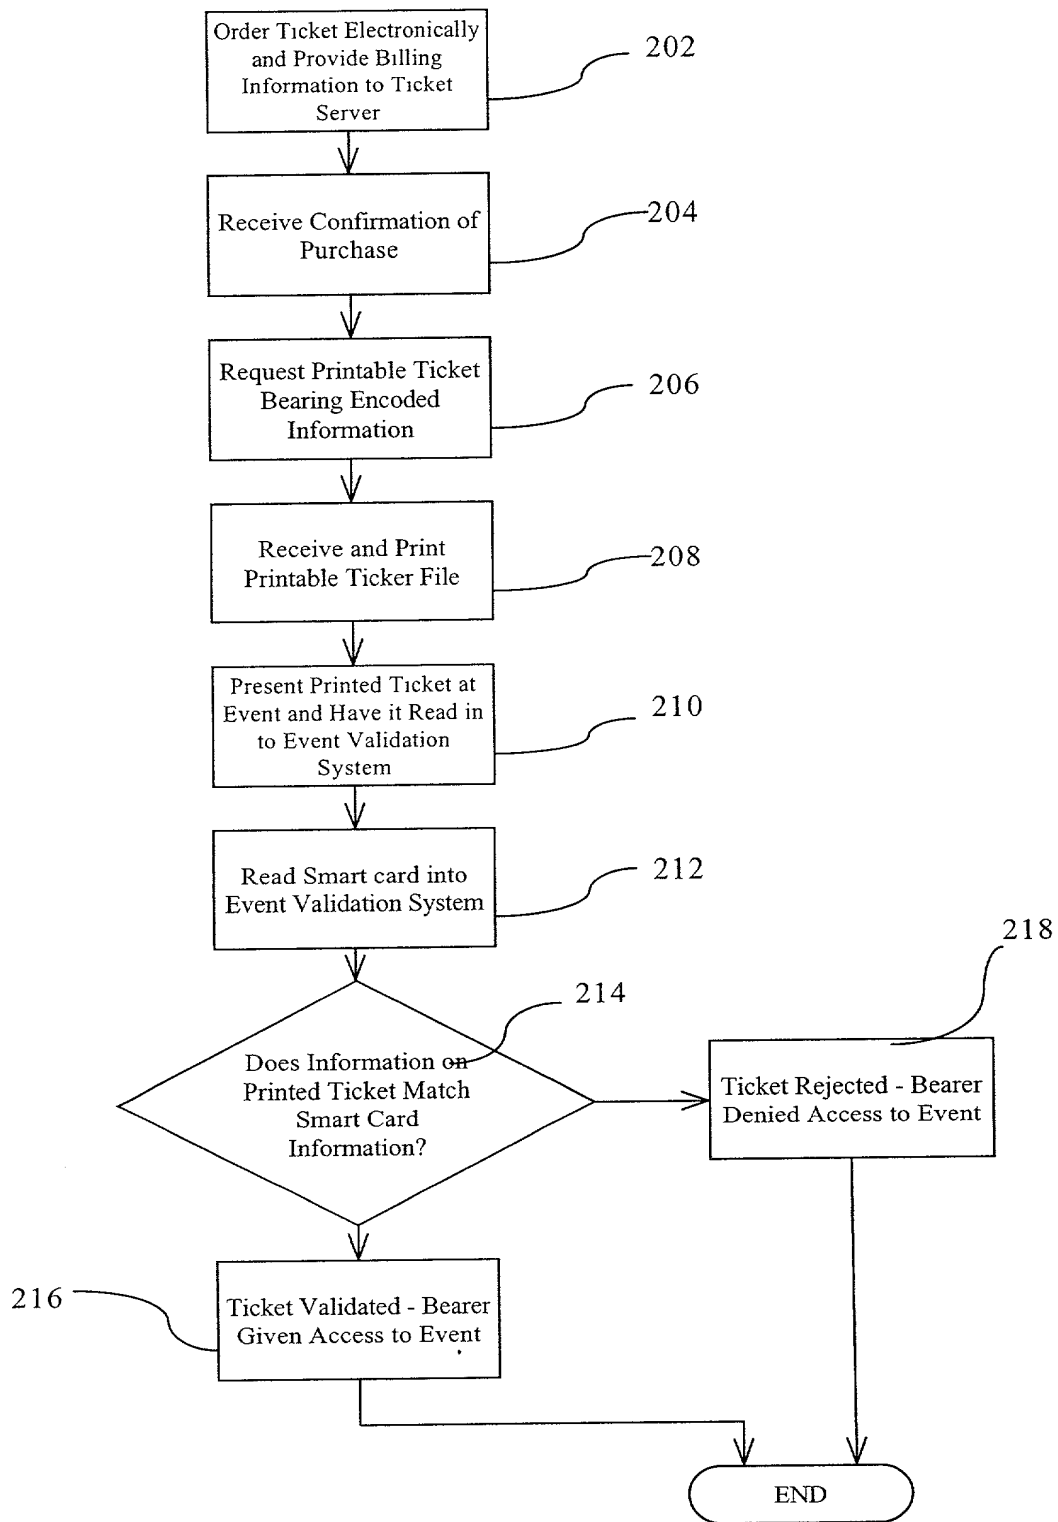 Order Ticket Electronically
and Provide Billing
Information to Ticket
Server
202
Receive Confirmation of
Purchase
204
Request Printable Ticket
Bearing Encoded
Information
206
Receive and Print
Printable Ticker File
208
Present Printed Ticket at
Event and Have it Read in
to Event Validation
System
210
Read Smart card into
Event Validation System
212
214
Does Information on
Printed Ticket Match
Smart Card
Information?
218
Ticket Rejected - Bearer
Denied Access to Event
216
Ticket Validated - Bearer
Given Access to Event
END